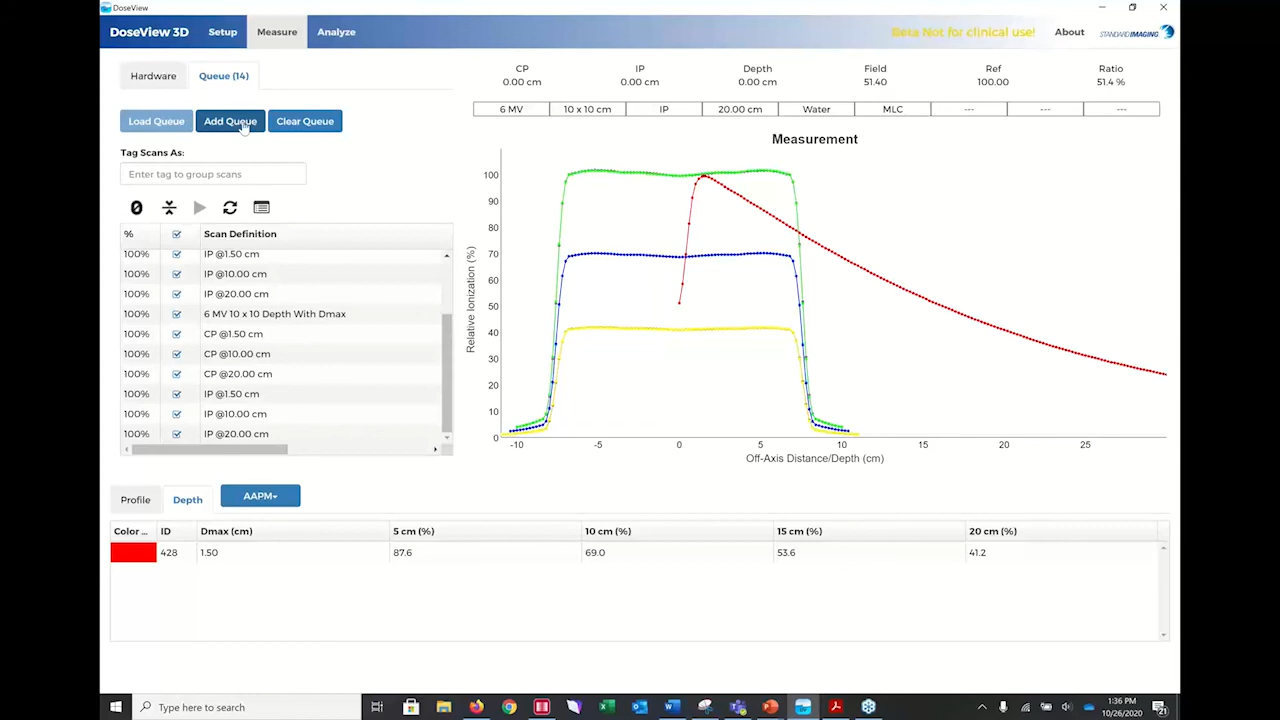 DoseView
DoseView 3D Setup Measure Analyze Beta Not for clinical use! About STANDARD IMAGING
Hardware Queue (14)
CP IP Depth Field Ref Ratio
0.00 cm 0.00 cm 0.00 cm 51.40 100.00 51.4 %
6 MV 10 x 10 cm IP 20.00 cm Water MLC --- --- ---
Load Queue Add Queue Clear Queue
Tag Scans As:
Enter tag to group scans
% Scan Definition
100% IP @1.50 cm
100% IP @10.00 cm
100% IP @20.00 cm
100% 6 MV 10 x 10 Depth With Dmax
100% CP @1.50 cm
100% CP @10.00 cm
100% CP @20.00 cm
100% IP @1.50 cm
100% IP @10.00 cm
100% IP @20.00 cm
Measurement
Relative Ionization (%)
100
90
80
70
60
50
40
30
20
10
0
-10 -5 0 5 10 15 20 25
Off-Axis Distance/Depth (cm)
Profile Depth AAPM
Color ... ID Dmax (cm) 5 cm (%) 10 cm (%) 15 cm (%) 20 cm (%)
428 1.50 87.6 69.0 53.6 41.2
Type here to search
1:36 PM
10/26/2020
21